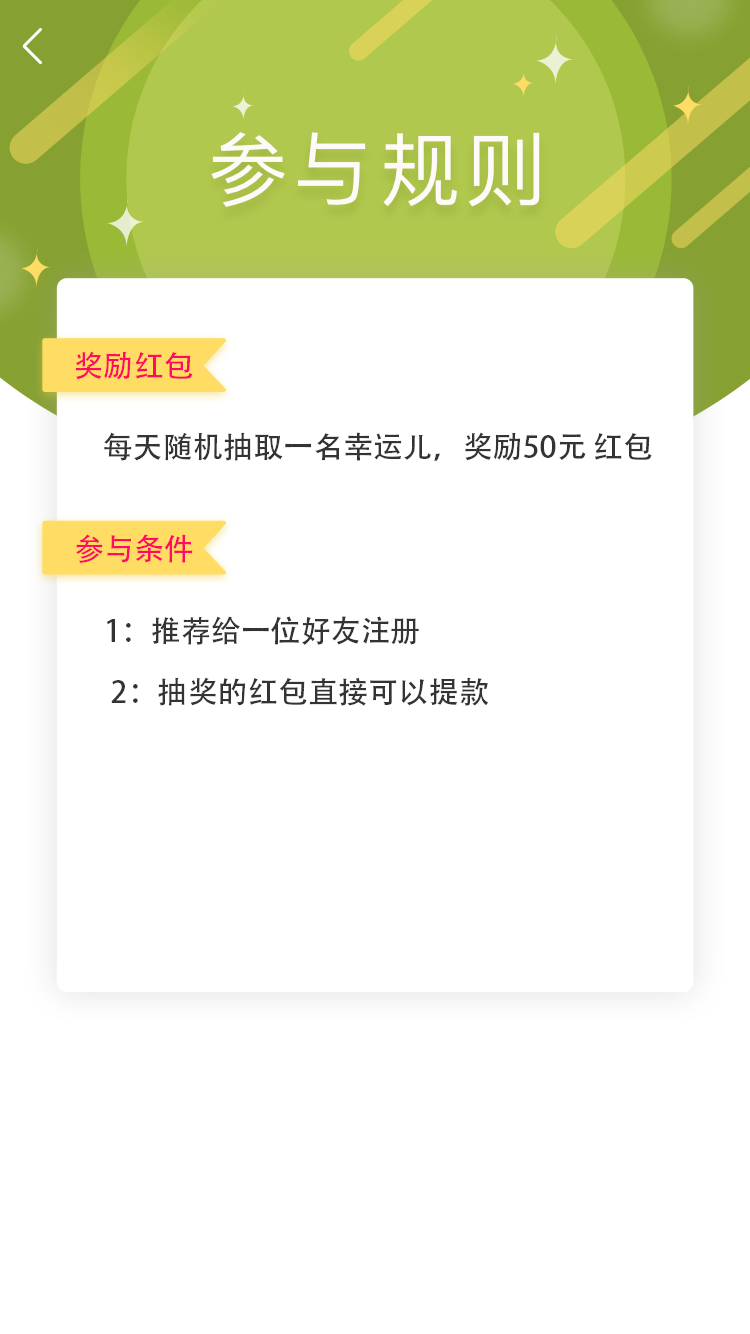 参与规则
奖励红包
每天随机抽取一名幸运儿，奖励50元 红包
参与条件
1：推荐给一位好友注册
2：抽奖的红包直接可以提款